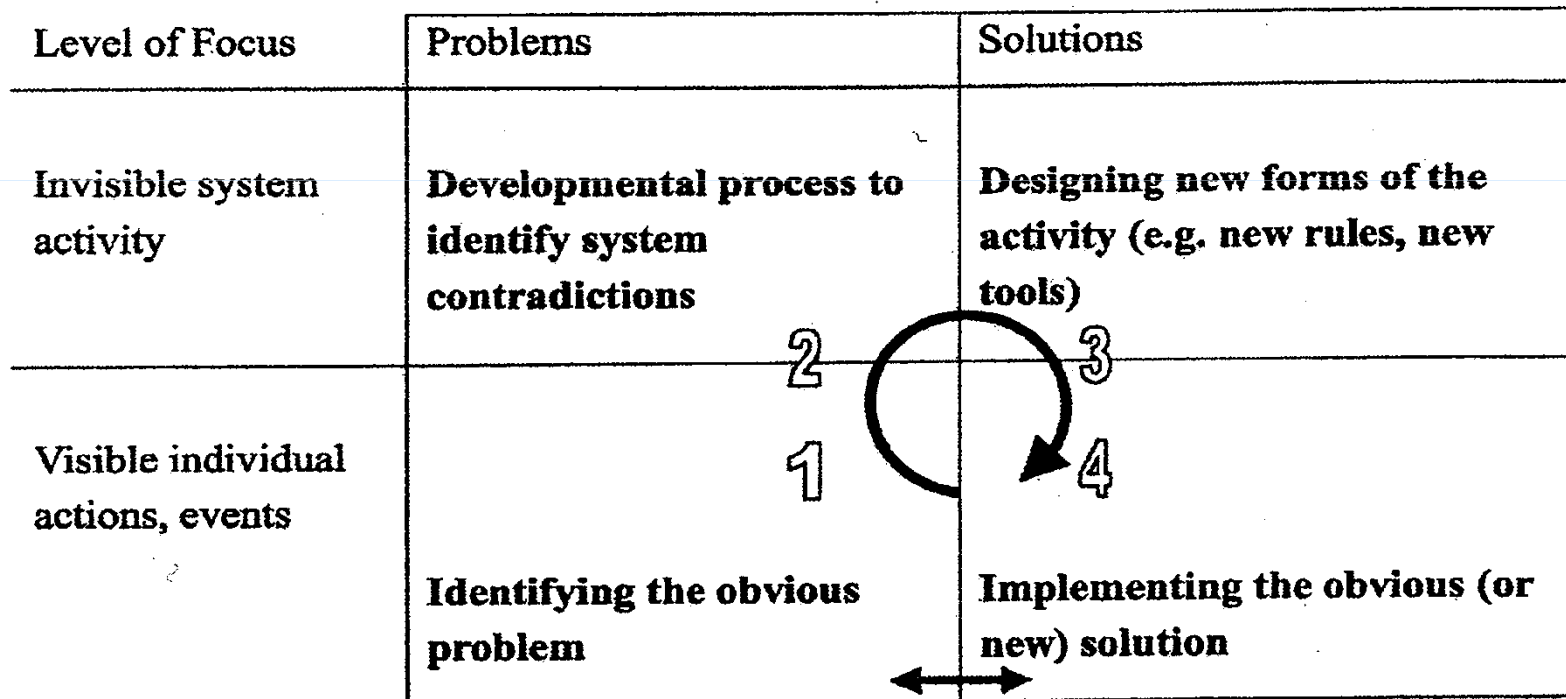 Level of Focus
Problems
Solutions
Invisible system
activity
Developmental process to
identify system
contradictions
Designing new forms of the
activity (e.g. new rules, new
tools)
2
3
Visible individual
actions, events
1
4
Identifying the obvious
problem
Implementing the obvious (or
new) solution